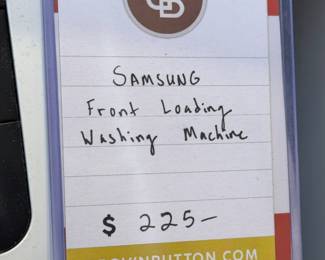 SAMSUNG
Front Loading
Washing Machine
$ 225-